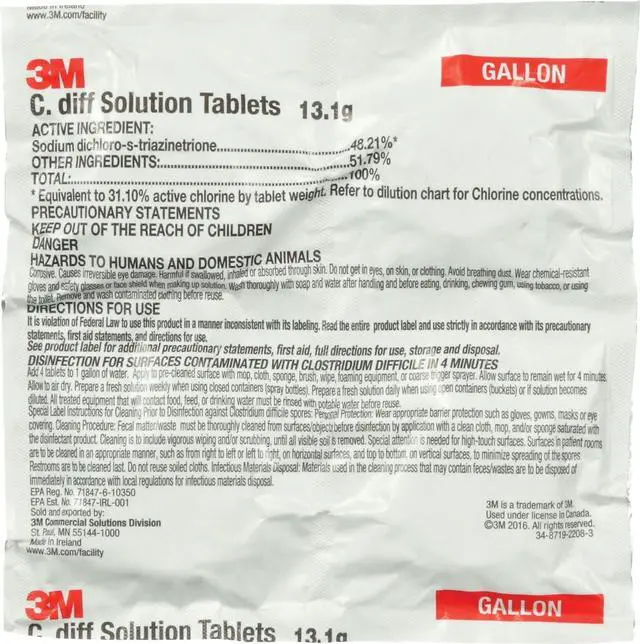 www.3M.com/facility
3M
GALLON
C. diff Solution Tablets 13.1g
ACTIVE INGREDIENT:
Sodium dichloro-s-triazinetrione..............................48.21%*
OTHER INGREDIENTS:..............................51.79%
TOTAL:..............................100%
* Equivalent to 31.10% active chlorine by tablet weight. Refer to dilution chart for Chlorine concentrations.
PRECAUTIONARY STATEMENTS
KEEP OUT OF THE REACH OF CHILDREN
DANGER
HAZARDS TO HUMANS AND DOMESTIC ANIMALS
Corrosive. Causes irreversible eye damage. Harmful if swallowed, inhaled or absorbed through skin. Do not get in eyes, on skin, or clothing. Avoid breathing dust. Wear chemical-resistant
gloves and safety glasses or face shield when making up solution. Wash thoroughly with soap and water after handling and before eating, drinking, chewing gum, using tobacco, or using
the toilet. Remove and wash contaminated clothing before reuse.
DIRECTIONS FOR USE
It is violation of Federal Law to use this product in a manner inconsistent with its labeling. Read the entire product label and use strictly in accordance with its precautionary
statements, first aid statements, and directions for use.
See product label for additional precautionary statements, first aid, full directions for use, storage and disposal.
DISINFECTION FOR SURFACES CONTAMINATED WITH CLOSTRIDIUM DIFFICILE IN 4 MINUTES
Add 4 tablets to 1 gallon of water. Apply to pre-cleaned surface with mop, cloth, sponge, brush, wipe, foaming equipment, or coarse trigger sprayer. Allow surface to remain wet for 4 minutes.
Allow to air dry. Prepare a fresh solution weekly when using closed containers (spray bottles). Prepare a fresh solution daily when using open containers (buckets) or if solution becomes
diluted. All treated equipment that will contact food, feed, or drinking water must be rinsed with potable water before reuse.
Special Label Instructions for Cleaning Prior to Disinfection against Clostridium difficile spores: Personal Protection: Wear appropriate barrier protection such as gloves, gowns, masks or eye
covering. Cleaning Procedure: Fecal matter/waste must be thoroughly cleaned from surfaces/objects before disinfection by application with a clean cloth, mop, and/or sponge saturated with
the disinfectant product. Cleaning is to include vigorous wiping and/or scrubbing, until all visible soil is removed. Special attention is needed for high-touch surfaces. Surfaces in patient rooms
are to be cleaned in an appropriate manner, such as from right to left or left to right, on horizontal surfaces, and top to bottom on vertical surfaces, to minimize spreading of the spores.
Restrooms are to be cleaned last. Do not reuse soiled cloths. Infectious Materials Disposal: Materials used in the cleaning process that may contain feces/wastes are to be disposed of
immediately in accordance with local regulations for infectious materials disposal.
EPA Reg. No. 71847-6-10350
EPA Est. No. 71847-IRL-001
Sold and exported by:
3M Commercial Solutions Division
St. Paul, MN 55144-1000
Made in Ireland
www.3M.com/facility
3M is a trademark of 3M.
Used under license in Canada.
©3M 2016. All rights reserved.
34-8719-2208-3
3M
GALLON
C. diff Solution Tablets 13.1g